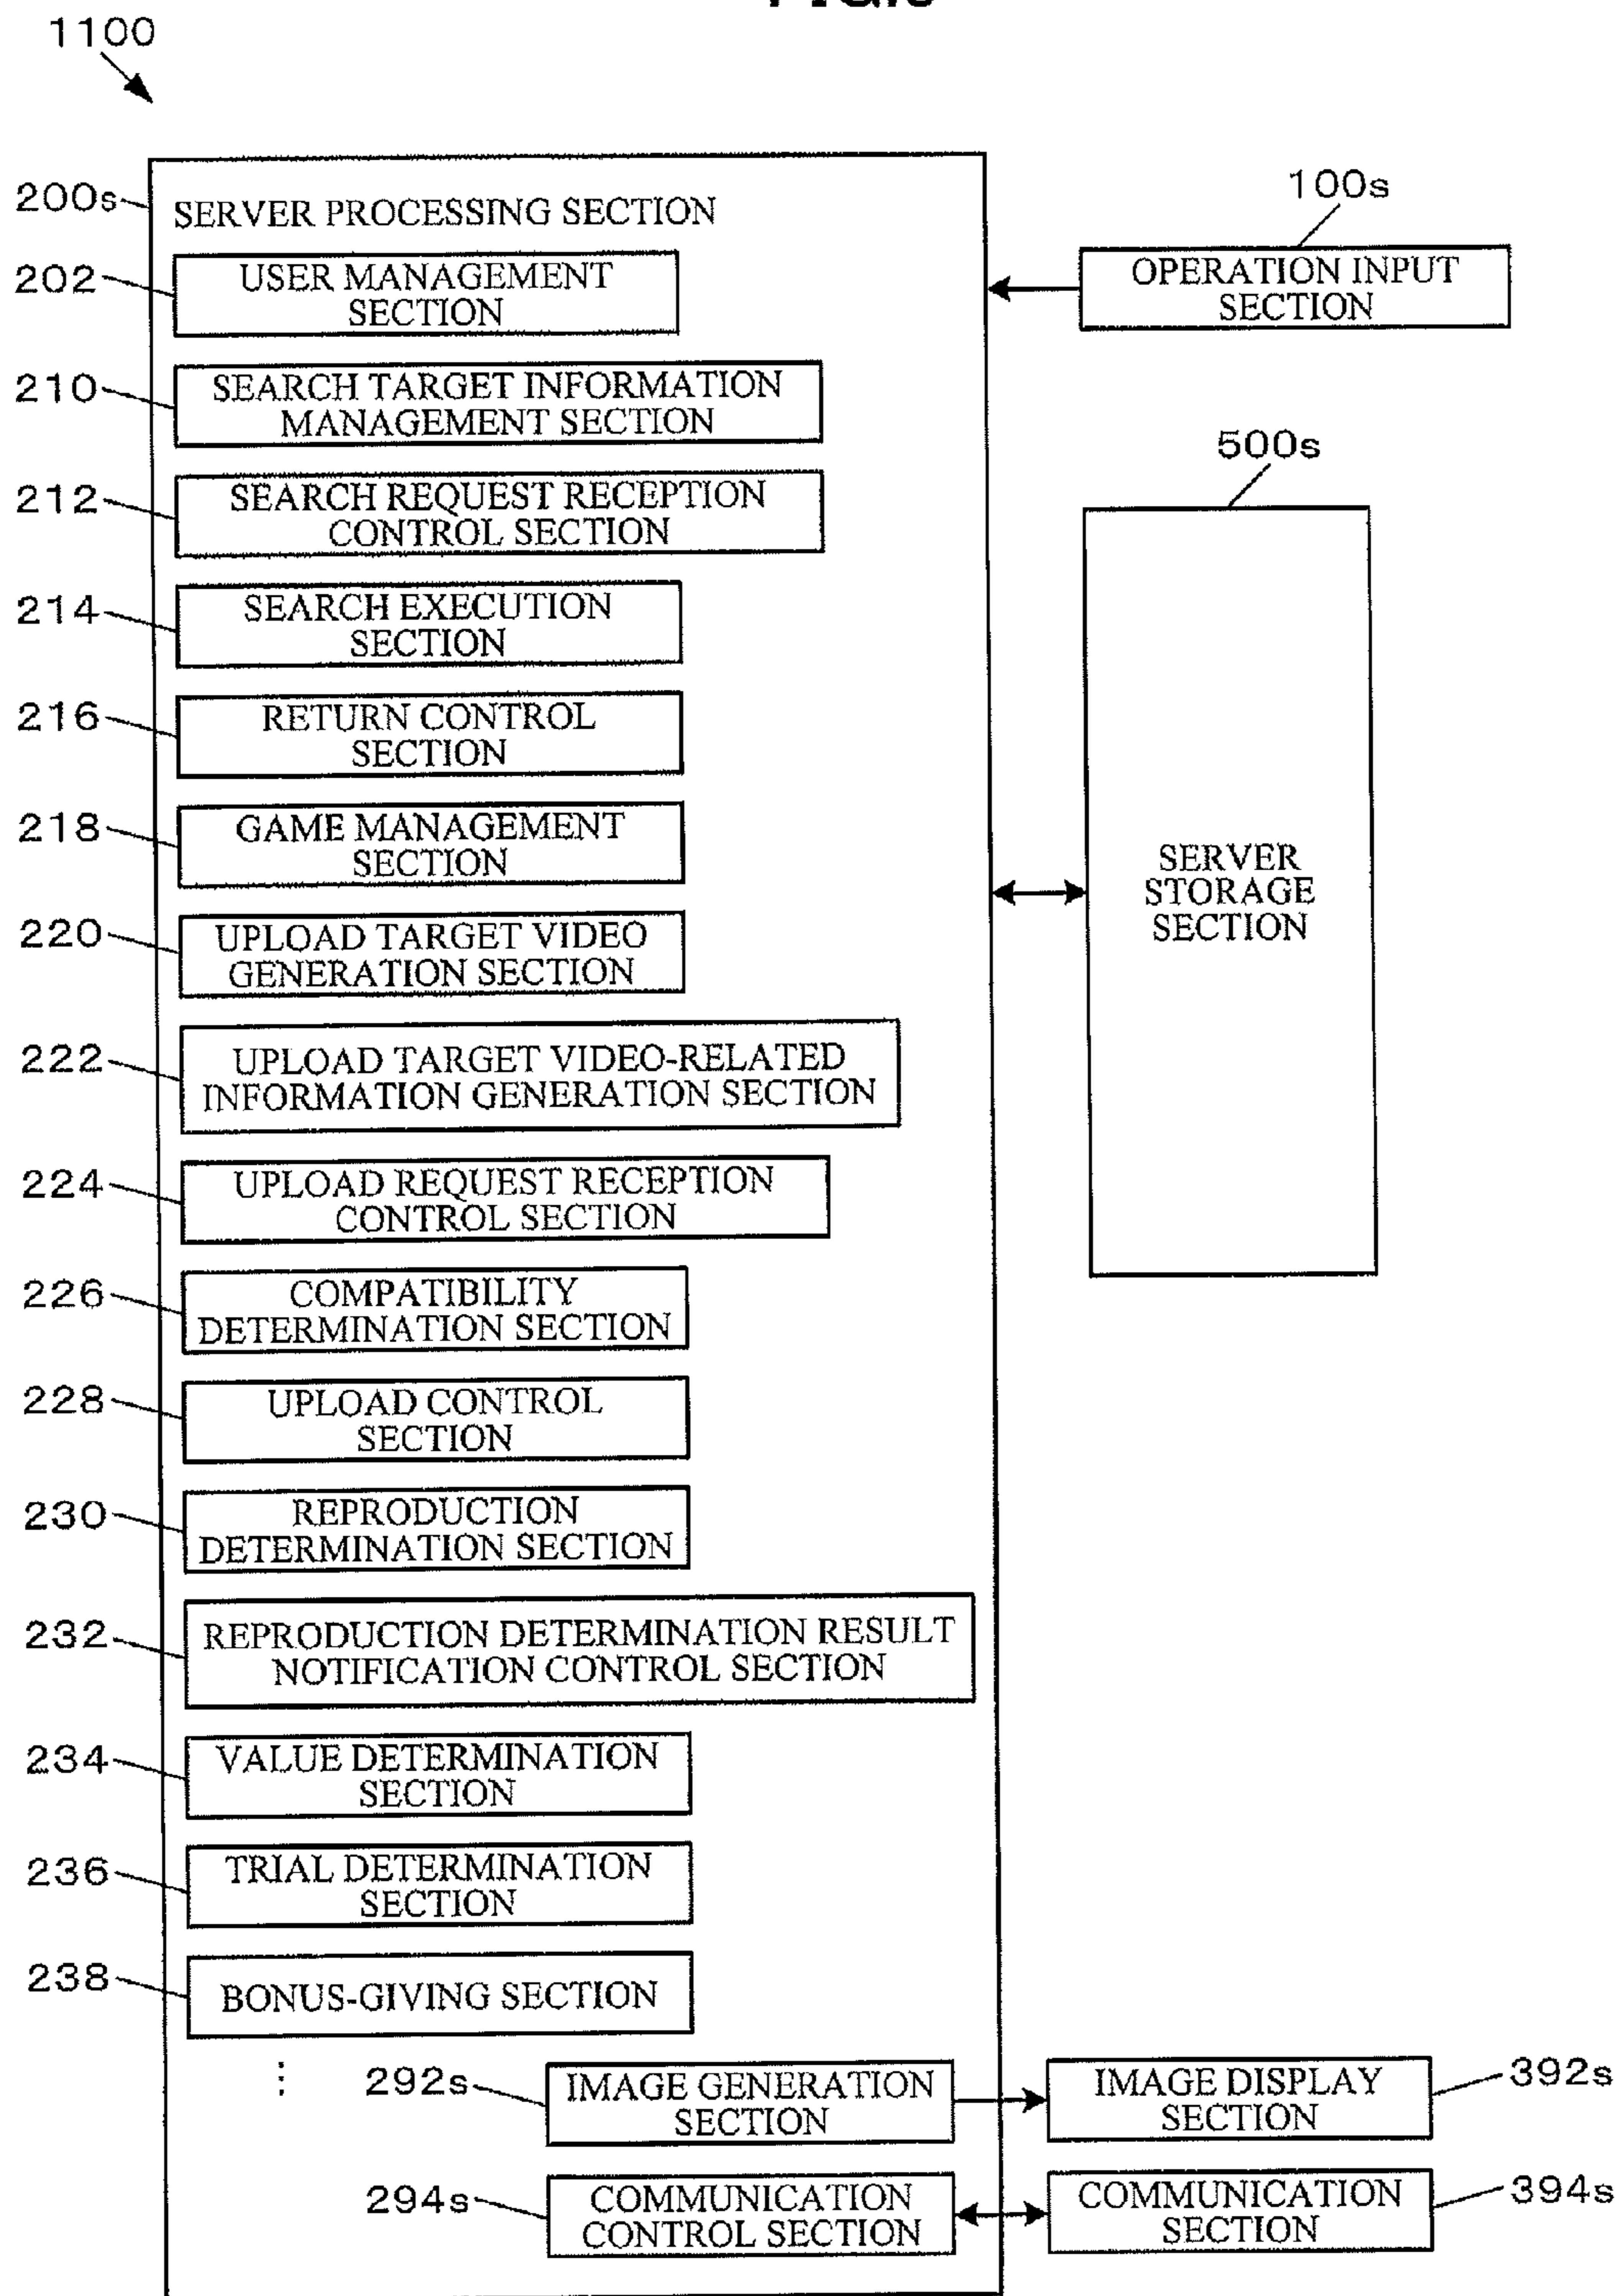 1100
200s
SERVER PROCESSING SECTION
100s
202
USER MANAGEMENT
SECTION
OPERATION INPUT
SECTION
210
SEARCH TARGET INFORMATION
MANAGEMENT SECTION
500s
212
SEARCH REQUEST RECEPTION
CONTROL SECTION
214
SEARCH EXECUTION
SECTION
216
RETURN CONTROL
SECTION
218
GAME MANAGEMENT
SECTION
SERVER
STORAGE
SECTION
220
UPLOAD TARGET VIDEO
GENERATION SECTION
222
UPLOAD TARGET VIDEO-RELATED
INFORMATION GENERATION SECTION
224
UPLOAD REQUEST RECEPTION
CONTROL SECTION
226
COMPATIBILITY
DETERMINATION SECTION
228
UPLOAD CONTROL
SECTION
230
REPRODUCTION
DETERMINATION SECTION
232
REPRODUCTION DETERMINATION RESULT
NOTIFICATION CONTROL SECTION
234
VALUE DETERMINATION
SECTION
236
TRIAL DETERMINATION
SECTION
238
BONUS-GIVING SECTION
292s
IMAGE GENERATION
SECTION
IMAGE DISPLAY
SECTION
392s
294s
COMMUNICATION
CONTROL SECTION
COMMUNICATION
SECTION
394s